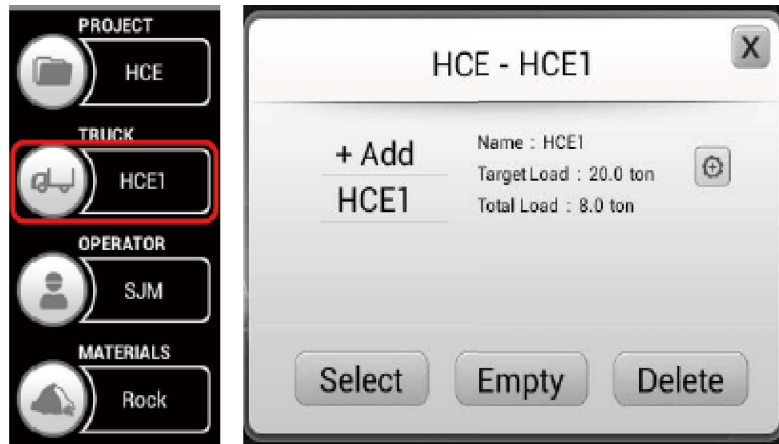 PROJECT
HCE
TRUCK
HCE1
OPERATOR
SJM
MATERIALS
Rock
HCE - HCE1
X
+ Add
HCE1
Name : HCE1
Target Load : 20.0 ton
Total Load : 8.0 ton
Select
Empty
Delete